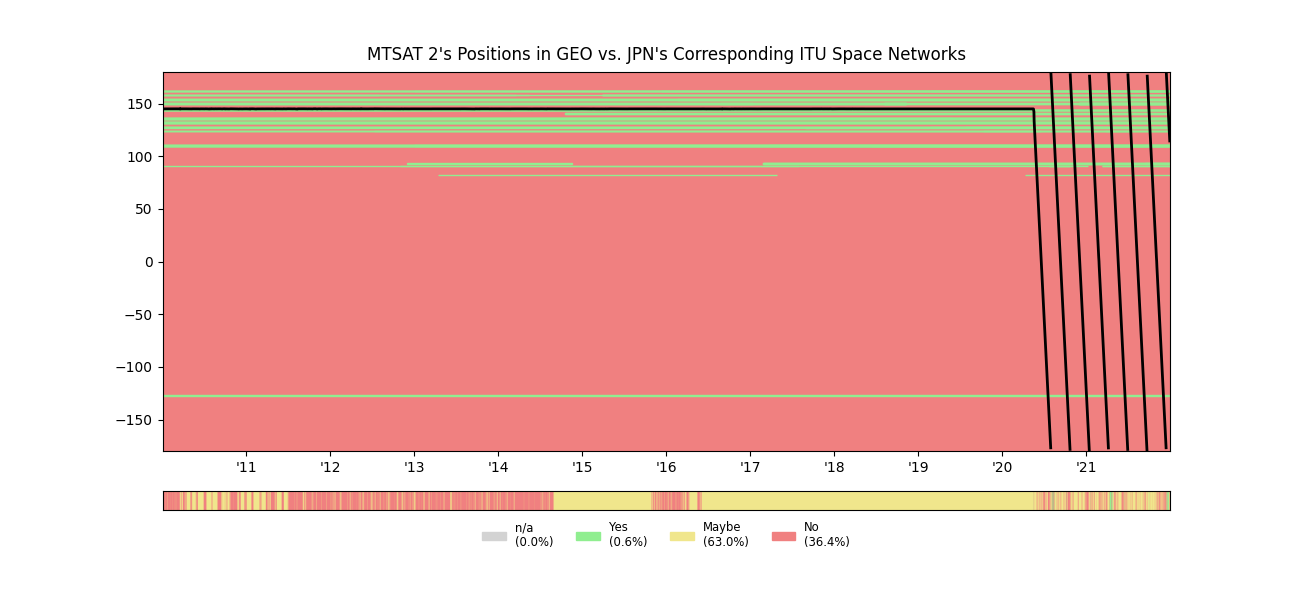 MTSAT 2's Positions in GEO vs. JPN's Corresponding ITU Space Networks
150
100
50
0
−50
−100
−150
'11 '12 '13 '14 '15 '16 '17 '18 '19 '20 '21
n/a Yes Maybe No
(0.0%) (0.6%) (63.0%) (36.4%)